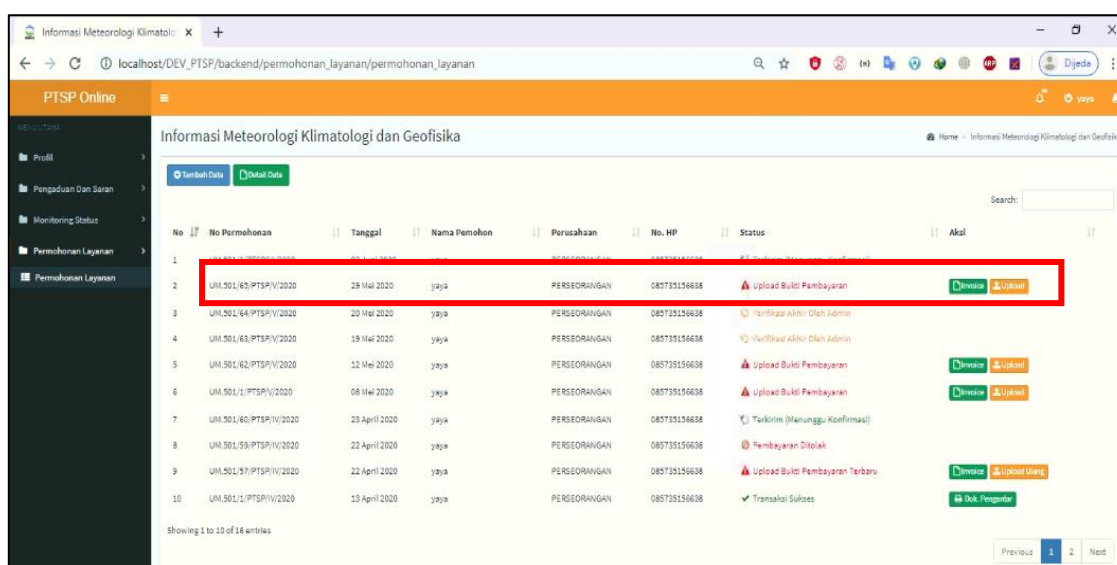 Informasi Meteorologi Klimatolo
localhost/DEV_PTSP/backend/permohonan_layanan/permohonan_layanan Dijeda
PTSP Online yaya
MENU UTAMA
Informasi Meteorologi Klimatologi dan Geofisika Home > Informasi Meteorologi Klimatologi dan Geofisik
Profil
Tambah Data Detail Data
Pengaduan Dan Saran
Search:
Monitoring Status
No No Permohonan Tanggal Nama Pemohon Perusahaan No. HP Status Aksi
Permohonan Layanan
1
Permohonan Layanan
2 UM.501/65/PTSP/V/2020 29 Mei 2020 yaya PERSEORANGAN 085735156638 Upload Bukti Pembayaran Invoice Upload
3 UM.501/64/PTSP/V/2020 20 Mei 2020 yaya PERSEORANGAN 085735156638 Verifikasi Akhir Oleh Admin
4 UM.501/63/PTSP/V/2020 19 Mei 2020 yaya PERSEORANGAN 085735156638 Verifikasi Akhir Oleh Admin
5 UM.501/62/PTSP/V/2020 12 Mei 2020 yaya PERSEORANGAN 085735156638 Upload Bukti Pembayaran Invoice Upload
6 UM.501/1/PTSP/V/2020 08 Mei 2020 yaya PERSEORANGAN 085735156638 Upload Bukti Pembayaran Invoice Upload
7 UM.501/60/PTSP/IV/2020 23 April 2020 yaya PERSEORANGAN 085735156638 Terkirim (Menunggu Konfirmasi)
8 UM.501/59/PTSP/IV/2020 22 April 2020 yaya PERSEORANGAN 085735156638 Pembayaran Ditolak
9 UM.501/57/PTSP/IV/2020 22 April 2020 yaya PERSEORANGAN 085735156638 Upload Bukti Pembayaran Terbaru Invoice Upload Ulang
10 UM.501/1/PTSP/IV/2020 13 April 2020 yaya PERSEORANGAN 085735156638 Transaksi Sukses Dok. Pengantar
Showing 1 to 10 of 16 entries
Previous 1 2 Next